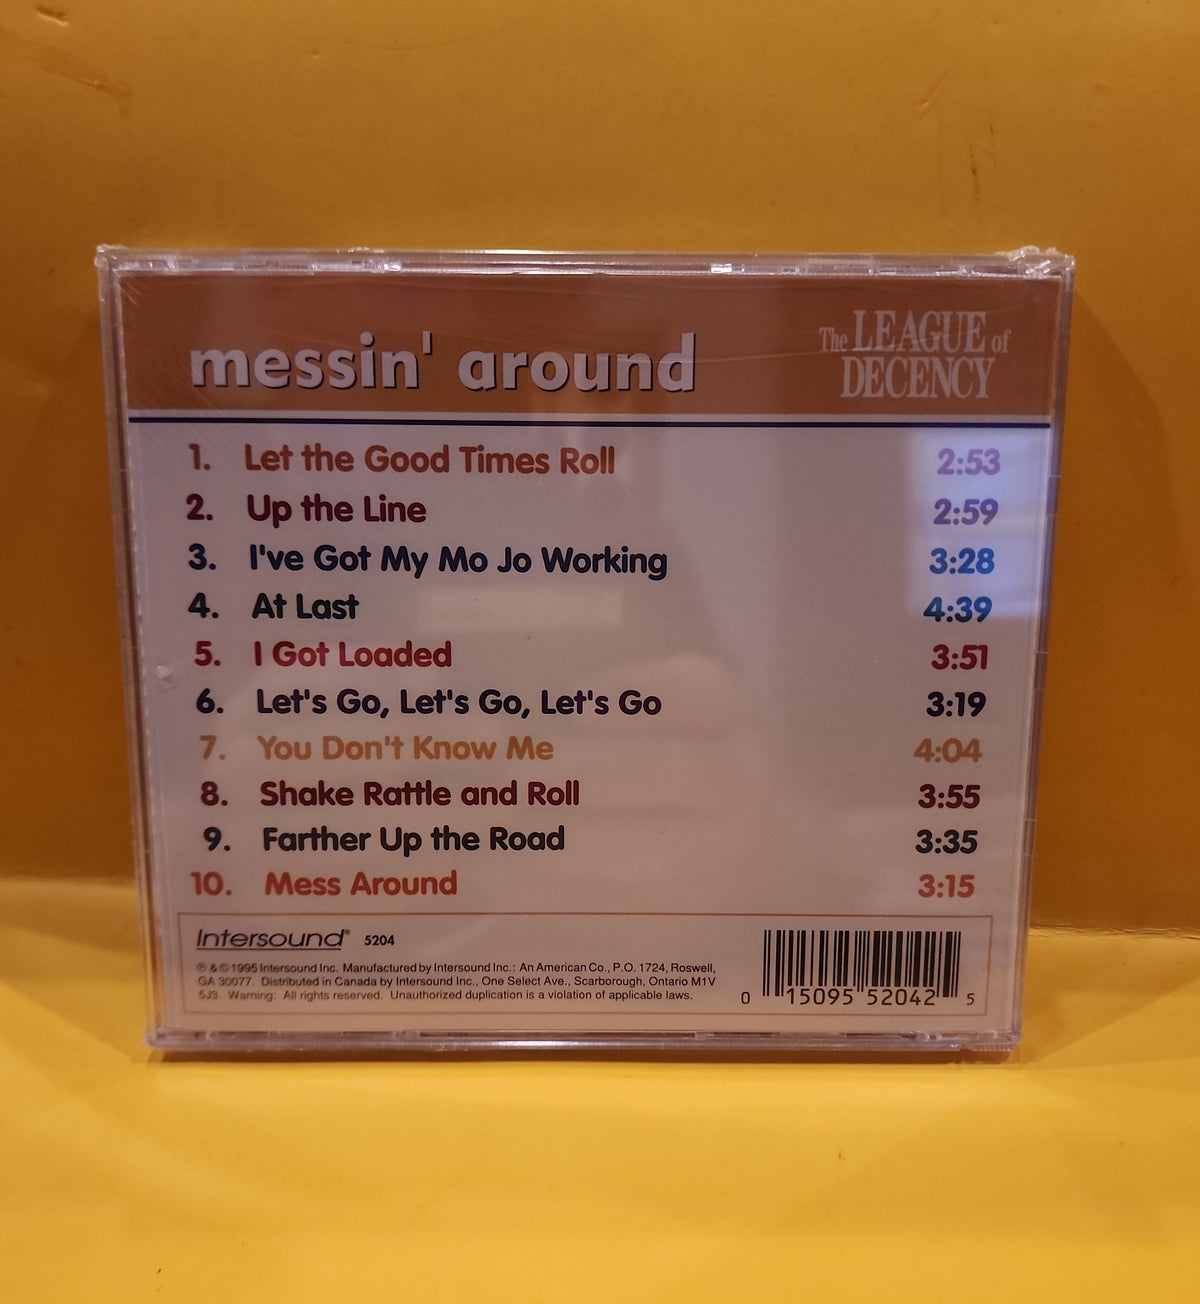 messin' around
The LEAGUE of
DECENCY
1. Let the Good Times Roll 2:53
2. Up the Line 2:59
3. I've Got My Mo Jo Working 3:28
4. At Last 4:39
5. I Got Loaded 3:51
6. Let's Go, Let's Go, Let's Go 3:19
7. You Don't Know Me 4:04
8. Shake Rattle and Roll 3:55
9. Farther Up the Road 3:35
10. Mess Around 3:15
Intersound® 5204
℗ & © 1995 Intersound Inc. Manufactured by Intersound Inc.: An American Co., P.O. 1724, Roswell,
GA 30077. Distributed in Canada by Intersound Inc., One Select Ave., Scarborough, Ontario M1V
5J3. Warning: All rights reserved. Unauthorized duplication is a violation of applicable laws.
0 15095 52042 5